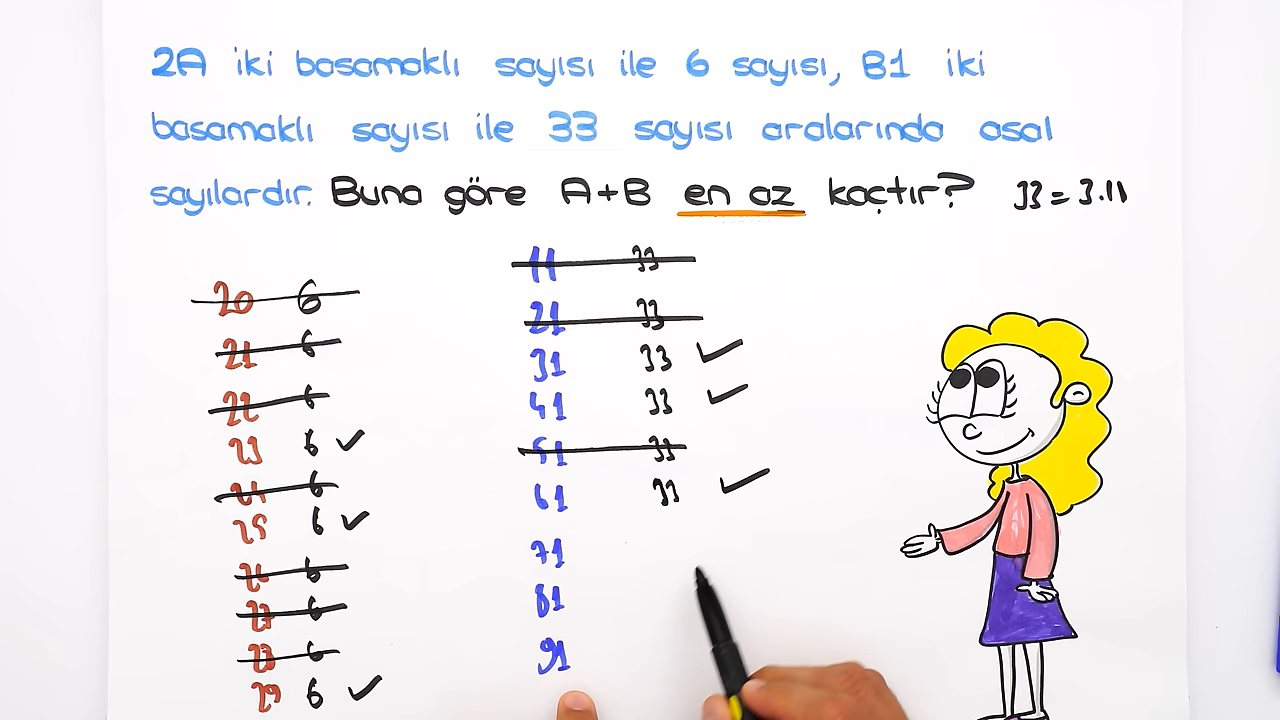 2A iki basamaklı sayısı ile 6 sayısı, B1 iki
basamaklı sayısı ile 33 sayısı aralarında asal
sayılardır. Buna göre A+B en az kaçtır? 33 = 3.11
20 6
21 6
22 6
23 6 ✓
24 6
25 6 ✓
26 6
27 6
28 6
29 6 ✓
11 33
21 33
31 33 ✓
41 33 ✓
51 33
61 33 ✓
71
81
91